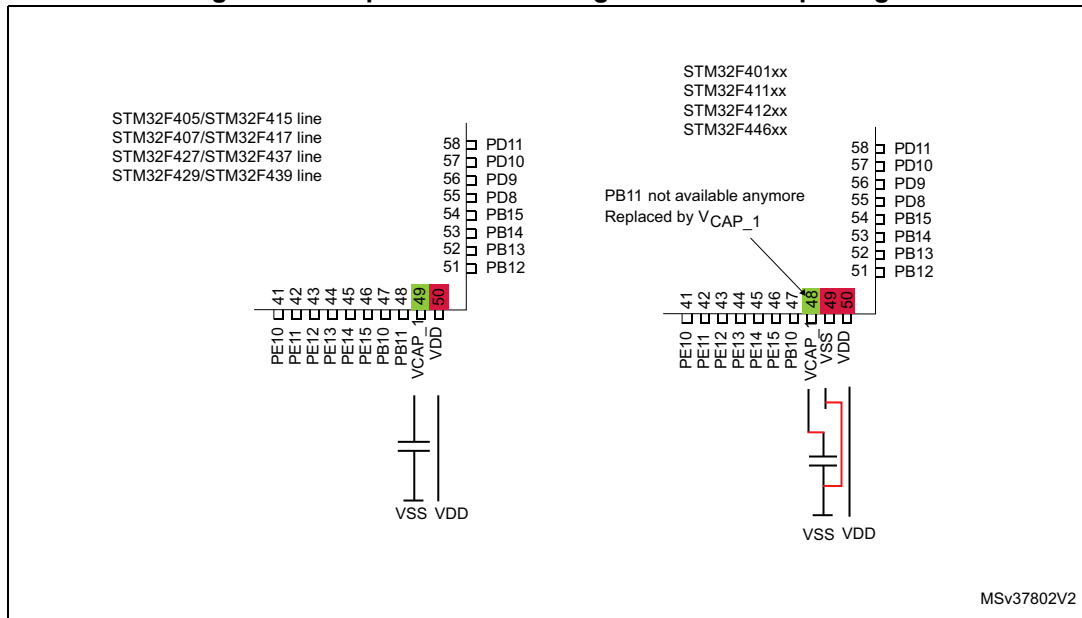 STM32F405/STM32F415 line
STM32F407/STM32F417 line
STM32F427/STM32F437 line
STM32F429/STM32F439 line
58 PD11
57 PD10
56 PD9
55 PD8
54 PB15
53 PB14
52 PB13
51 PB12
41 42 43 44 45 46 47 48 49 50
PE10 PE11 PE12 PE13 PE14 PE15 PB10 PB11 VCAP_1 VDD
VSS VDD
STM32F401xx
STM32F411xx
STM32F412xx
STM32F446xx
PB11 not available anymore
Replaced by VCAP_1
58 PD11
57 PD10
56 PD9
55 PD8
54 PB15
53 PB14
52 PB13
51 PB12
41 42 43 44 45 46 47 48 49 50
PE10 PE11 PE12 PE13 PE14 PE15 PB10 VCAP_1 VSS VDD
VSS VDD
MSv37802V2